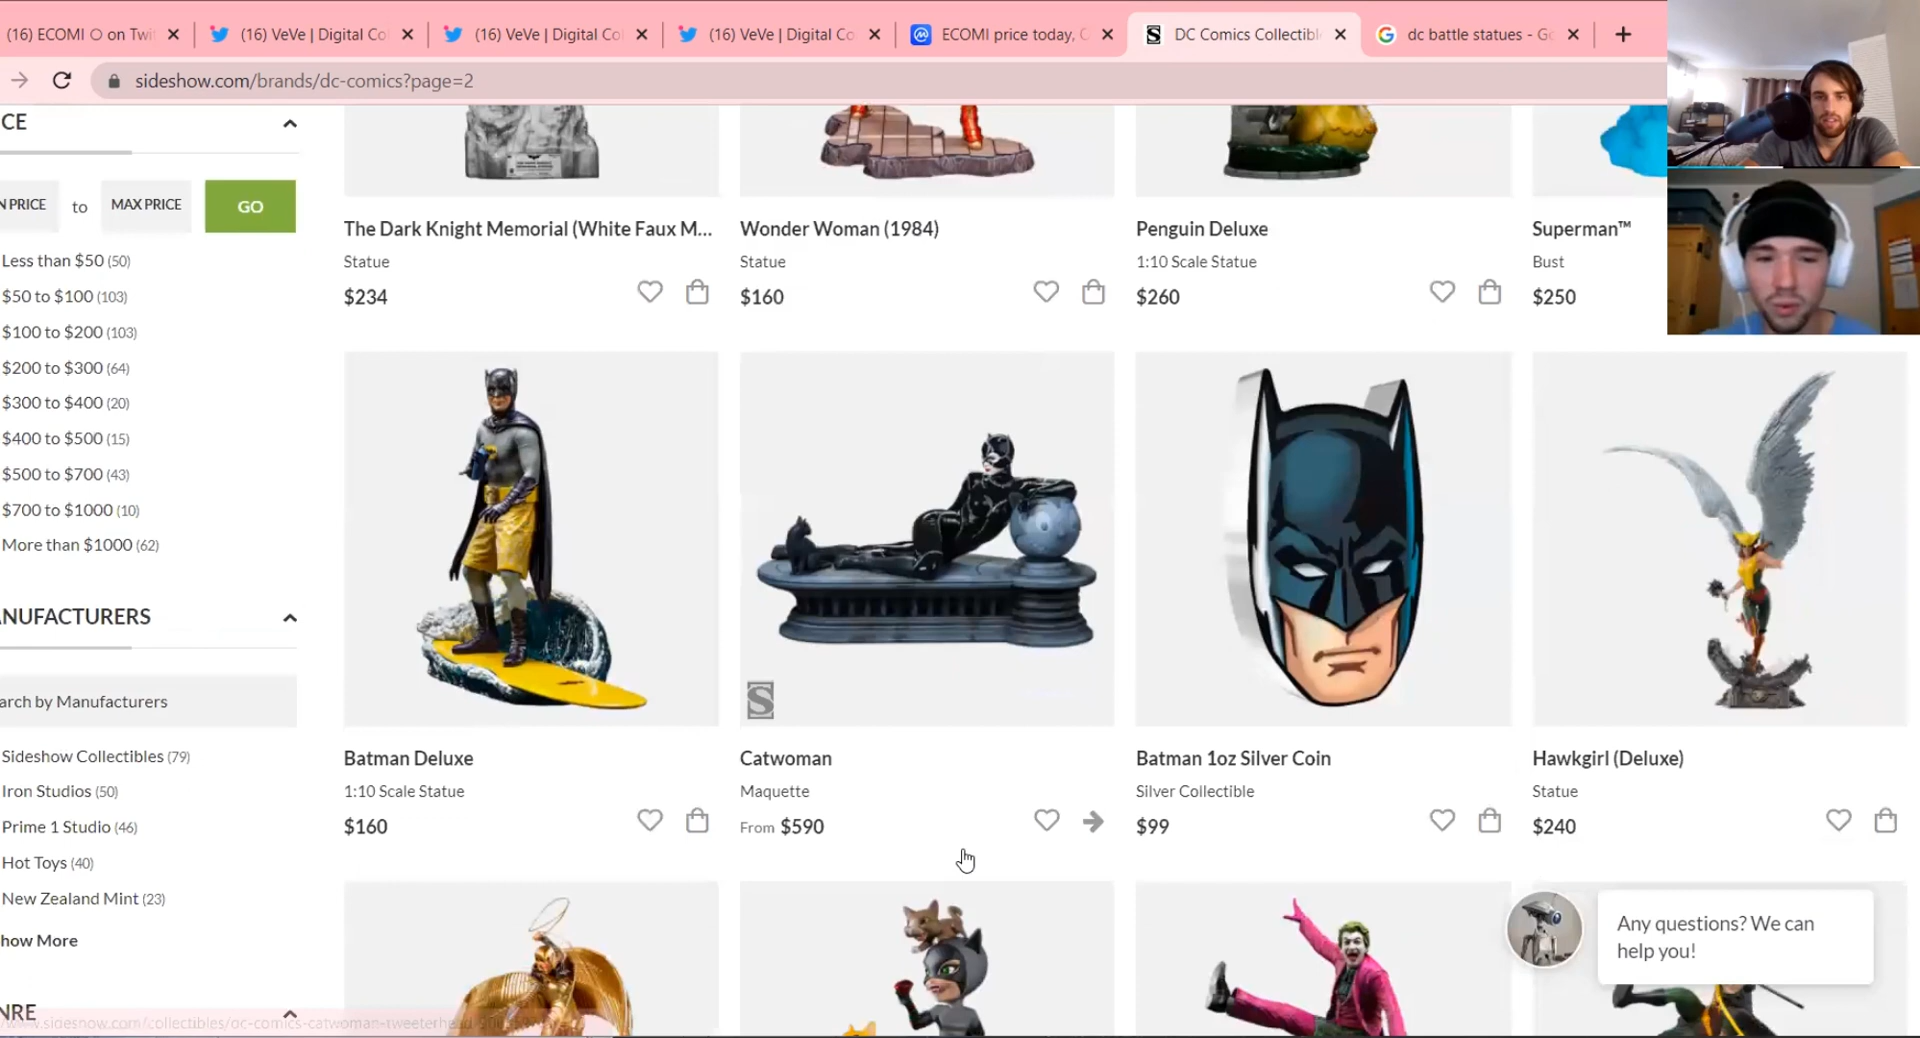 (16) ECOMI O on Twi
(16) VeVe | Digital Co
(16) VeVe | Digital Co
(16) VeVe | Digital Co
ECOMI price today,
DC Comics Collectibl
dc battle statues - Go
sideshow.com/brands/dc-comics?page=2
CE
N PRICE
to
MAX PRICE
GO
Less than $50 (50)
$50 to $100 (103)
$100 to $200 (103)
$200 to $300 (64)
$300 to $400 (20)
$400 to $500 (15)
$500 to $700 (43)
$700 to $1000 (10)
More than $1000 (62)
NUFACTURERS
arch by Manufacturers
Sideshow Collectibles (79)
Iron Studios (50)
Prime 1 Studio (46)
Hot Toys (40)
New Zealand Mint (23)
how More
NRE
The Dark Knight Memorial (White Faux M...
Statue
$234
Wonder Woman (1984)
Statue
$160
Penguin Deluxe
1:10 Scale Statue
$260
Superman™
Bust
$250
Batman Deluxe
1:10 Scale Statue
$160
Catwoman
Maquette
From $590
Batman 1oz Silver Coin
Silver Collectible
$99
Hawkgirl (Deluxe)
Statue
$240
Any questions? We can
help you!